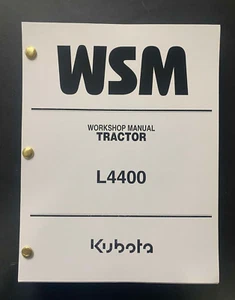 WSM
WORKSHOP MANUAL
TRACTOR
L4400
Kubota